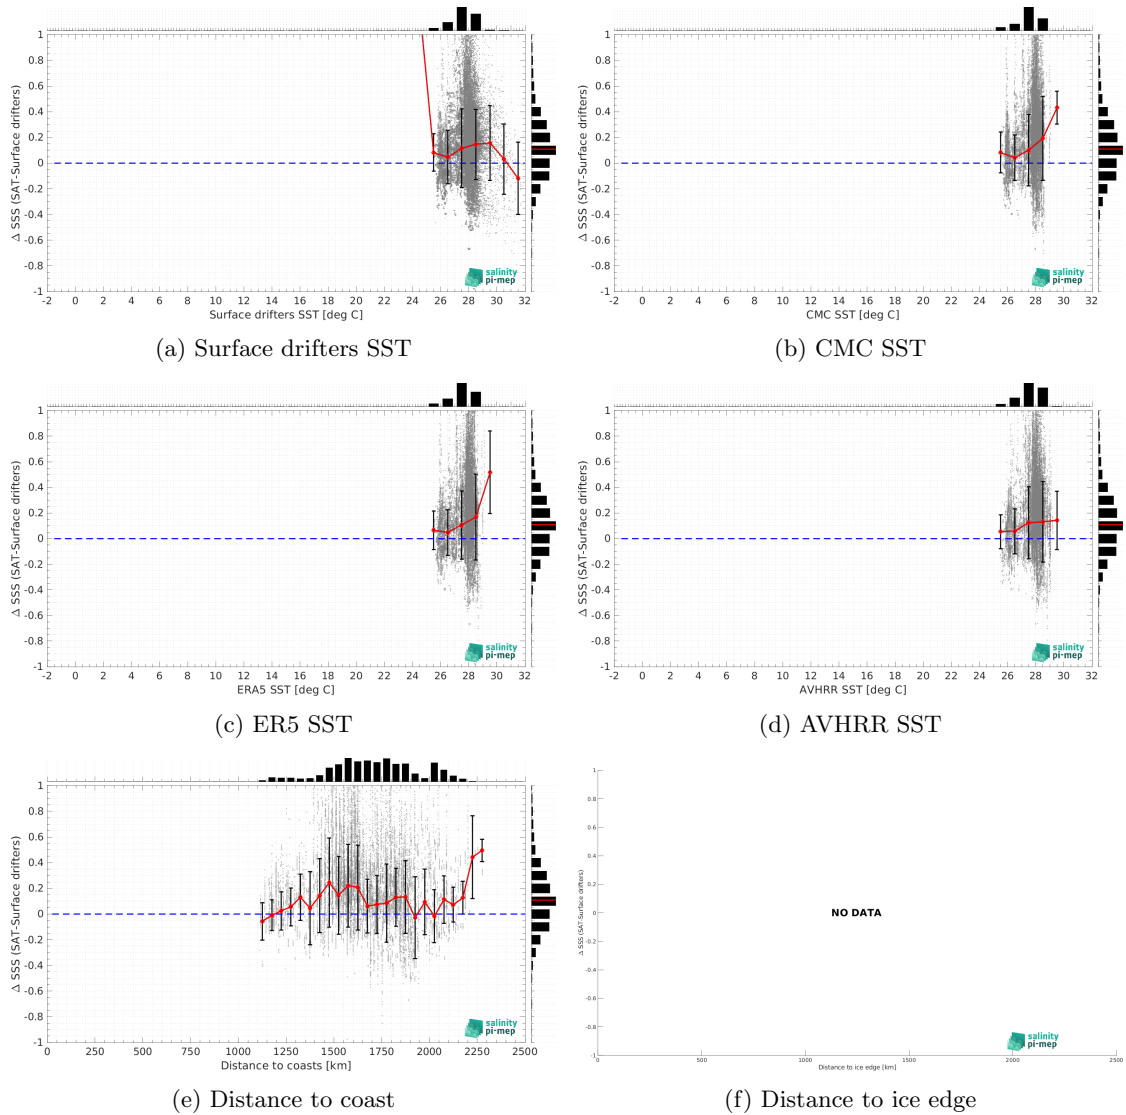 1
0.8
0.6
0.4
0.2
0
-0.2
-0.4
-0.6
-0.8
-1
Δ SSS (SAT-Surface drifters)
-2 0 2 4 6 8 10 12 14 16 18 20 22 24 26 28 30 32
Surface drifters SST [deg C]
salinity
pi-mep
(a) Surface drifters SST
1
0.8
0.6
0.4
0.2
0
-0.2
-0.4
-0.6
-0.8
-1
Δ SSS (SAT-Surface drifters)
-2 0 2 4 6 8 10 12 14 16 18 20 22 24 26 28 30 32
CMC SST [deg C]
salinity
pi-mep
(b) CMC SST
1
0.8
0.6
0.4
0.2
0
-0.2
-0.4
-0.6
-0.8
-1
Δ SSS (SAT-Surface drifters)
-2 0 2 4 6 8 10 12 14 16 18 20 22 24 26 28 30 32
ERA5 SST [deg C]
salinity
pi-mep
(c) ER5 SST
1
0.8
0.6
0.4
0.2
0
-0.2
-0.4
-0.6
-0.8
-1
Δ SSS (SAT-Surface drifters)
-2 0 2 4 6 8 10 12 14 16 18 20 22 24 26 28 30 32
AVHRR SST [deg C]
salinity
pi-mep
(d) AVHRR SST
1
0.8
0.6
0.4
0.2
0
-0.2
-0.4
-0.6
-0.8
-1
Δ SSS (SAT-Surface drifters)
0 250 500 750 1000 1250 1500 1750 2000 2250 2500
Distance to coasts [km]
salinity
pi-mep
(e) Distance to coast
1
0.8
0.6
0.4
0.2
0
-0.2
-0.4
-0.6
-0.8
-1
Δ SSS (SAT-Surface drifters)
NO DATA
0 500 1000 1500 2000 2500
Distance to ice edge [km]
salinity
pi-mep
(f) Distance to ice edge